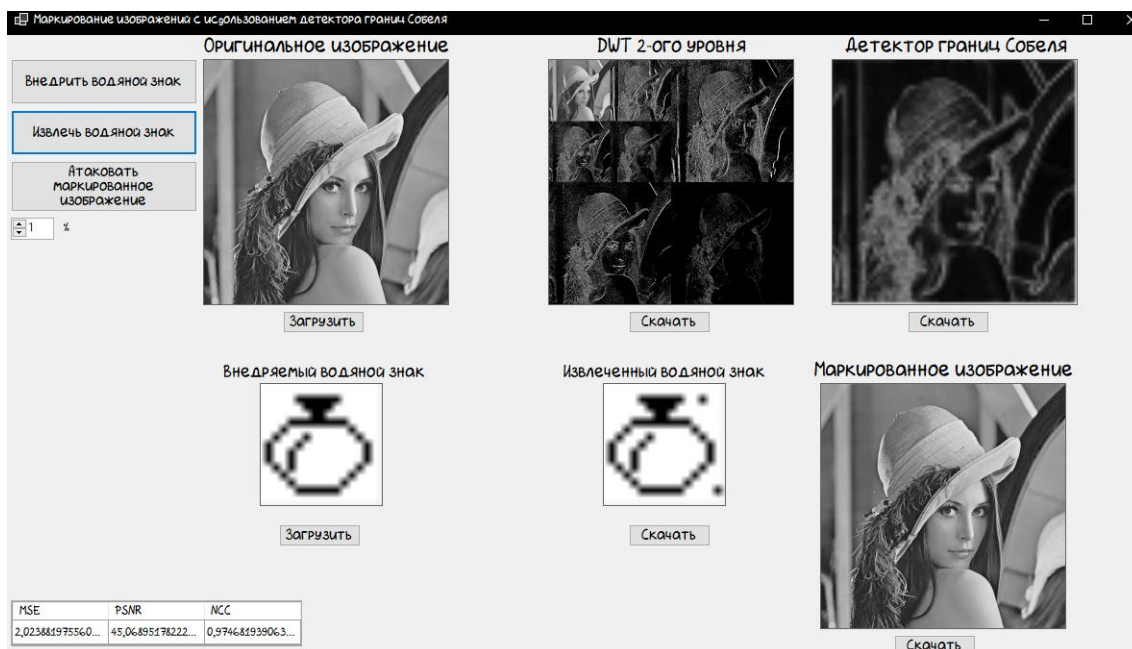 Маркирование изображений с исдользованием детектора границ Собеля
Оригинальное изображение
DWT 2-ого уровня
Детектор границ Собеля
Внедрить водяной знак
Извлечь водяной знак
Атаковать
маркированное
изображение
1 %
Загрузить
Скачать
Скачать
Внедряемый водяной знак
Извлеченный водяной знак
Маркированное изображение
Загрузить
Скачать
MSE PSNR NCC
2,023881975560... 45,06895178222... 0,974681939063...
Скачать